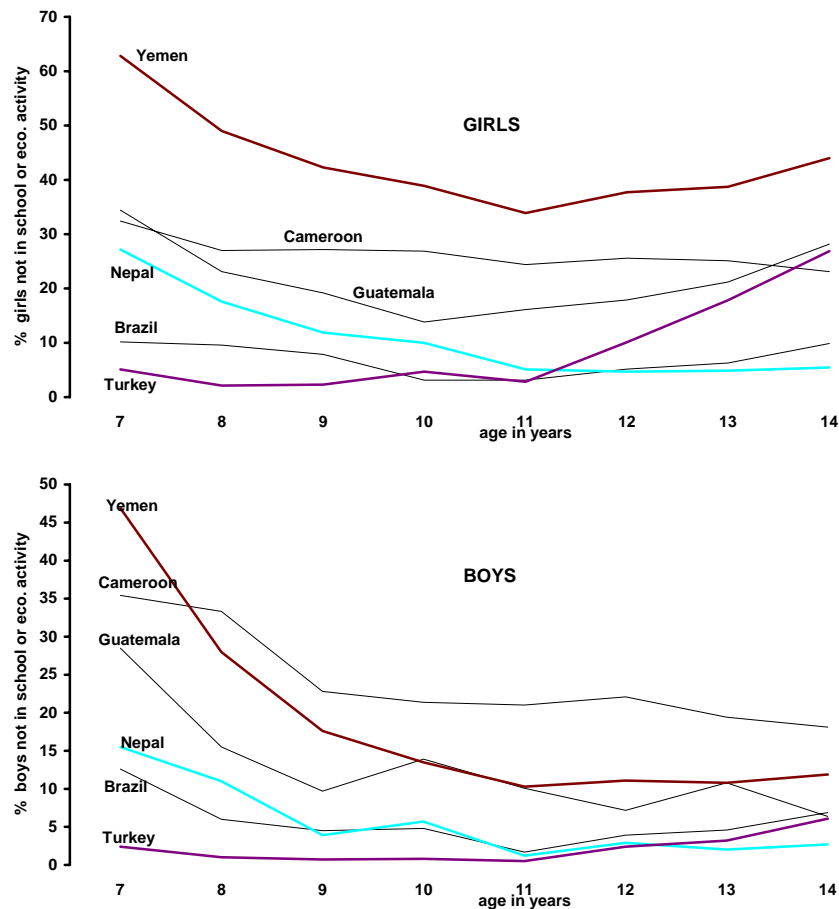 % girls not in school or eco. activity
70
60
50
40
30
20
10
0
Yemen
GIRLS
Cameroon
Nepal
Guatemala
Brazil
Turkey
7 8 9 10 11 12 13 14
age in years
% boys not in school or eco. activity
50
45
40
35
30
25
20
15
10
5
0
Yemen
BOYS
Cameroon
Guatemala
Nepal
Brazil
Turkey
7 8 9 10 11 12 13 14
age in years